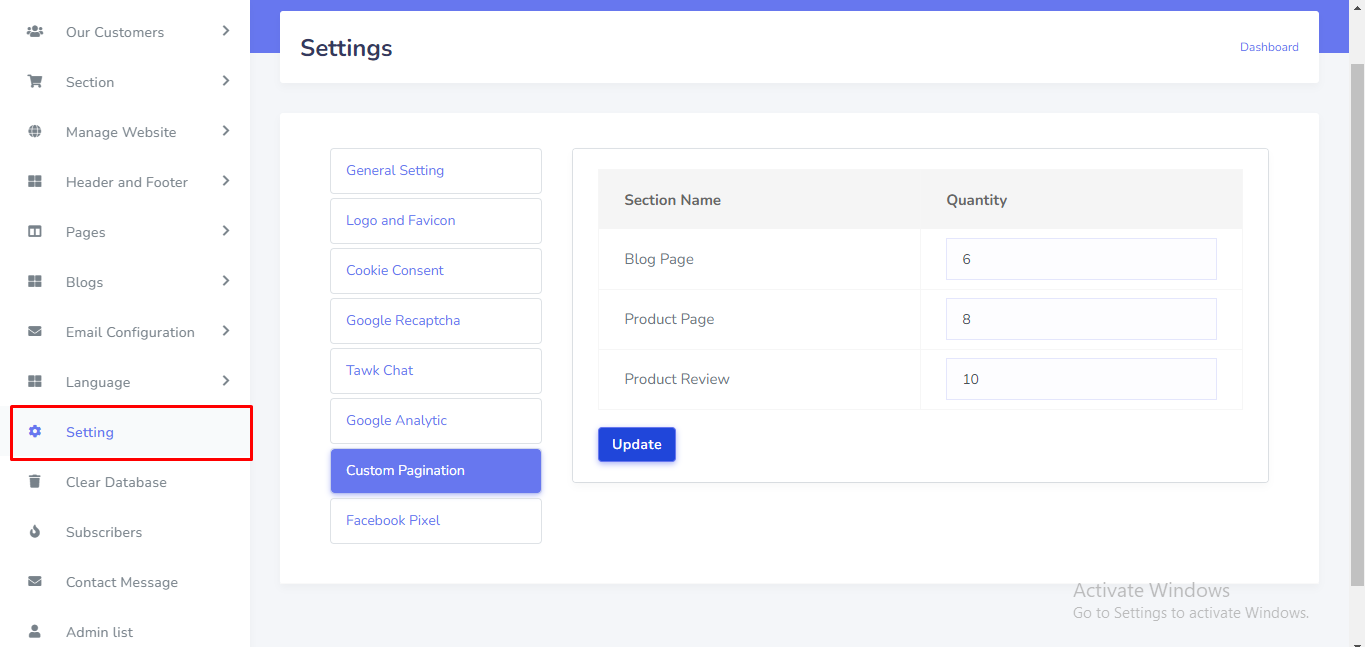 Our Customers
Section
Manage Website
Header and Footer
Pages
Blogs
Email Configuration
Language
Setting
Clear Database
Subscribers
Contact Message
Admin list
Settings
Dashboard
General Setting
Logo and Favicon
Cookie Consent
Google Recaptcha
Tawk Chat
Google Analytic
Custom Pagination
Facebook Pixel
Section Name Quantity
Blog Page 6
Product Page 8
Product Review 10
Update
Activate Windows
Go to Settings to activate Windows.